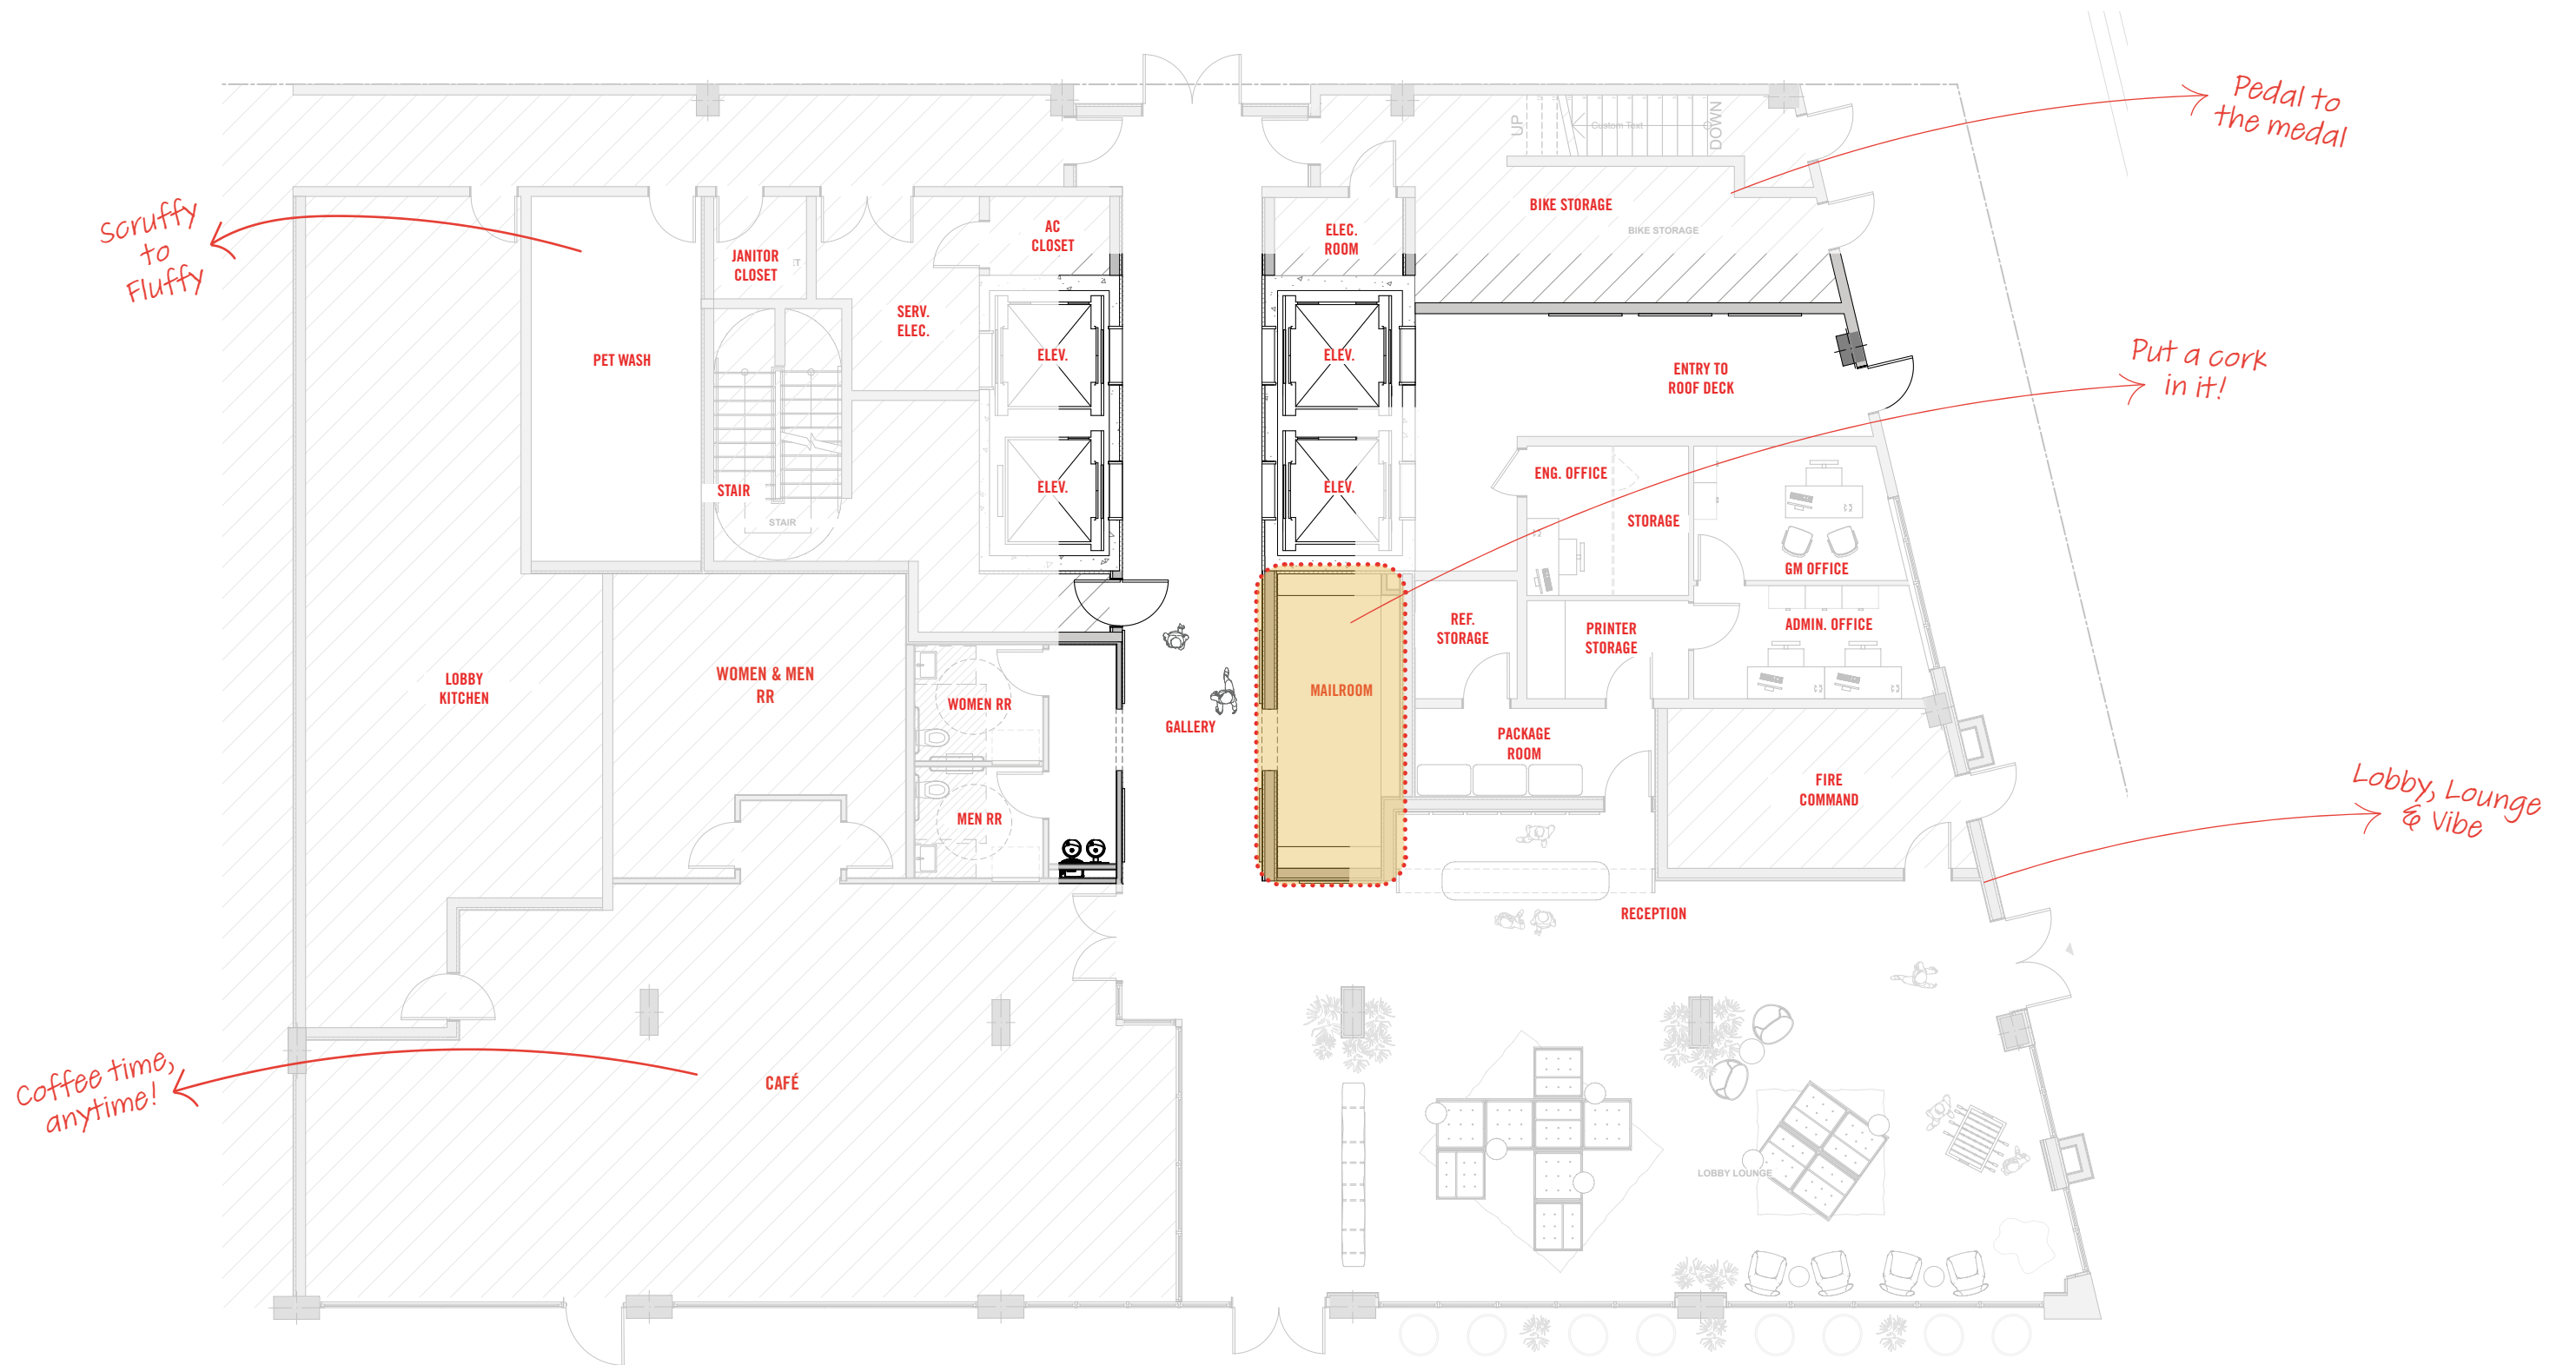 Pedal to
the medal
UP
Custom Text
DOWN
Scruffy
to
Fluffy
BIKE STORAGE
BIKE STORAGE
AC
CLOSET
ELEC.
ROOM
JANITOR
CLOSET
SERV.
ELEC.
PET WASH
ELEV.
ELEV.
ENTRY TO
ROOF DECK
Put a cork
in it!
STAIR
STAIR
ELEV.
ELEV.
ENG. OFFICE
STORAGE
GM OFFICE
LOBBY
KITCHEN
WOMEN & MEN
RR
WOMEN RR
MEN RR
GALLERY
MAILROOM
REF.
STORAGE
PRINTER
STORAGE
ADMIN. OFFICE
PACKAGE
ROOM
FIRE
COMMAND
Lobby, Lounge
& Vibe
RECEPTION
Coffee time,
anytime!
CAFÉ
LOBBY LOUNGE